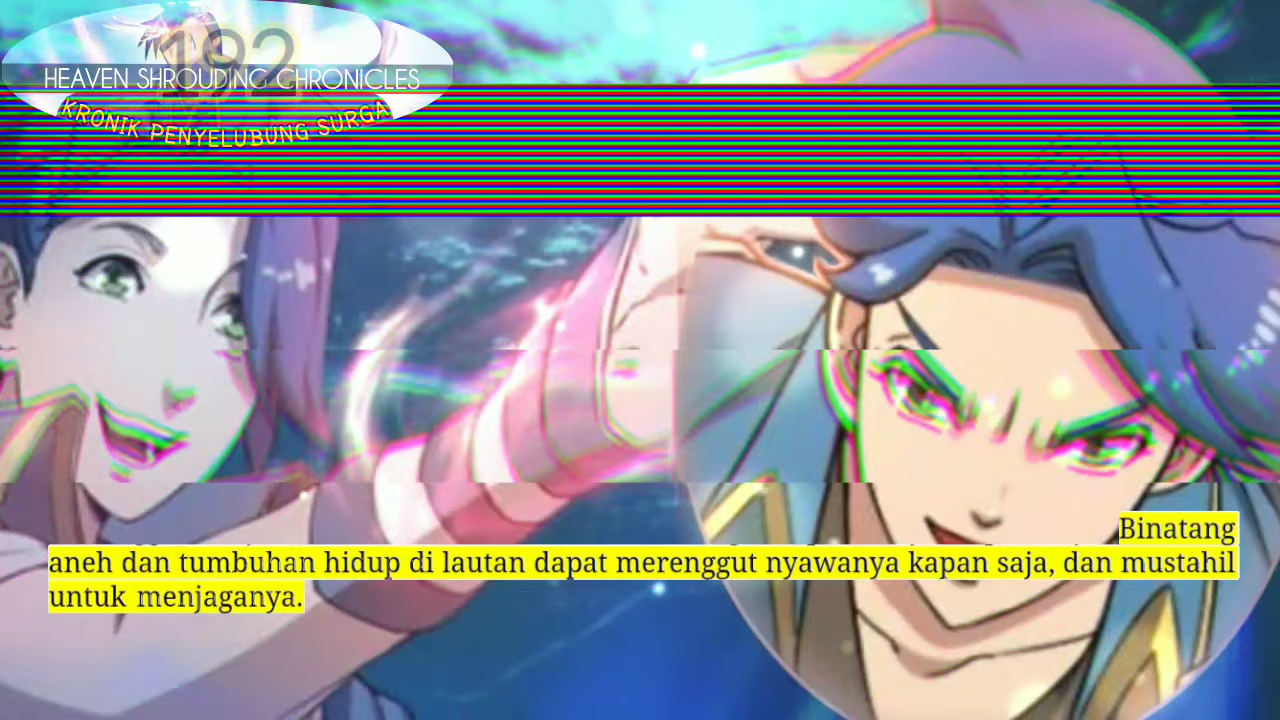 192
HEAVEN SHROUDING CHRONICLES
KRONIK PENYELUBUNG SURGA
Binatang
aneh dan tumbuhan hidup di lautan dapat merenggut nyawanya kapan saja, dan mustahil
untuk menjaganya.